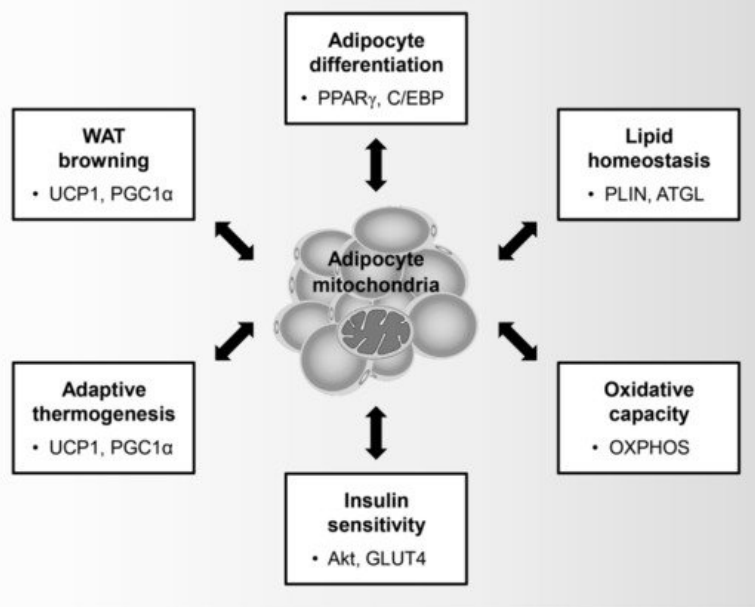 Adipocyte
differentiation
• PPARγ, C/EBP
WAT
browning
• UCP1, PGC1α
Lipid
homeostasis
• PLIN, ATGL
Adipocyte
mitochondria
Adaptive
thermogenesis
• UCP1, PGC1α
Oxidative
capacity
• OXPHOS
Insulin
sensitivity
• Akt, GLUT4